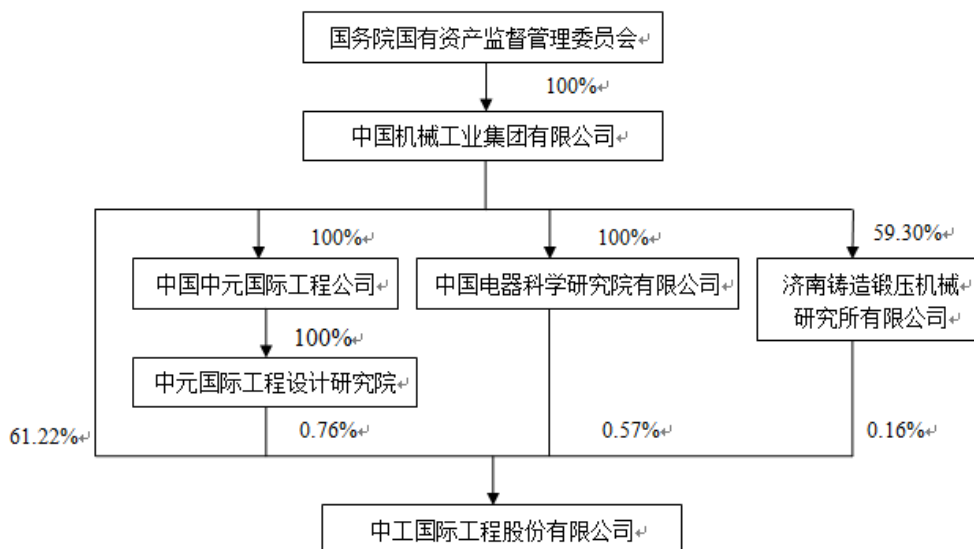 国务院国有资产监督管理委员会↵
100%↵
中国机械工业集团有限公司↵
100%↵
100%↵
59.30%↵
中国中元国际工程公司↵
中国电器科学研究院有限公司↵
济南铸造锻压机械↵
研究所有限公司↵
100%↵
中元国际工程设计研究院↵
61.22%↵
0.76%↵
0.57%↵
0.16%↵
中工国际工程股份有限公司↵